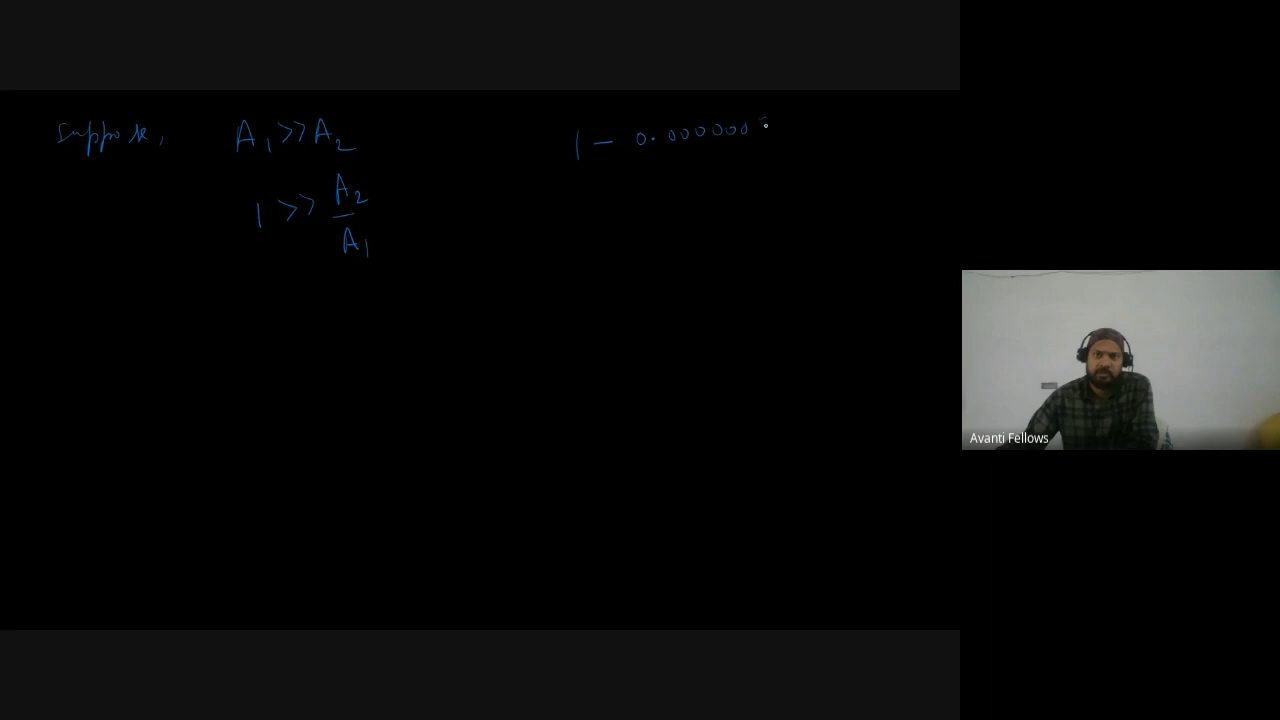 Suppose, A₁ >> A₂
1 - 0.000000
1 >> A₂/A₁
Avanti Fellows